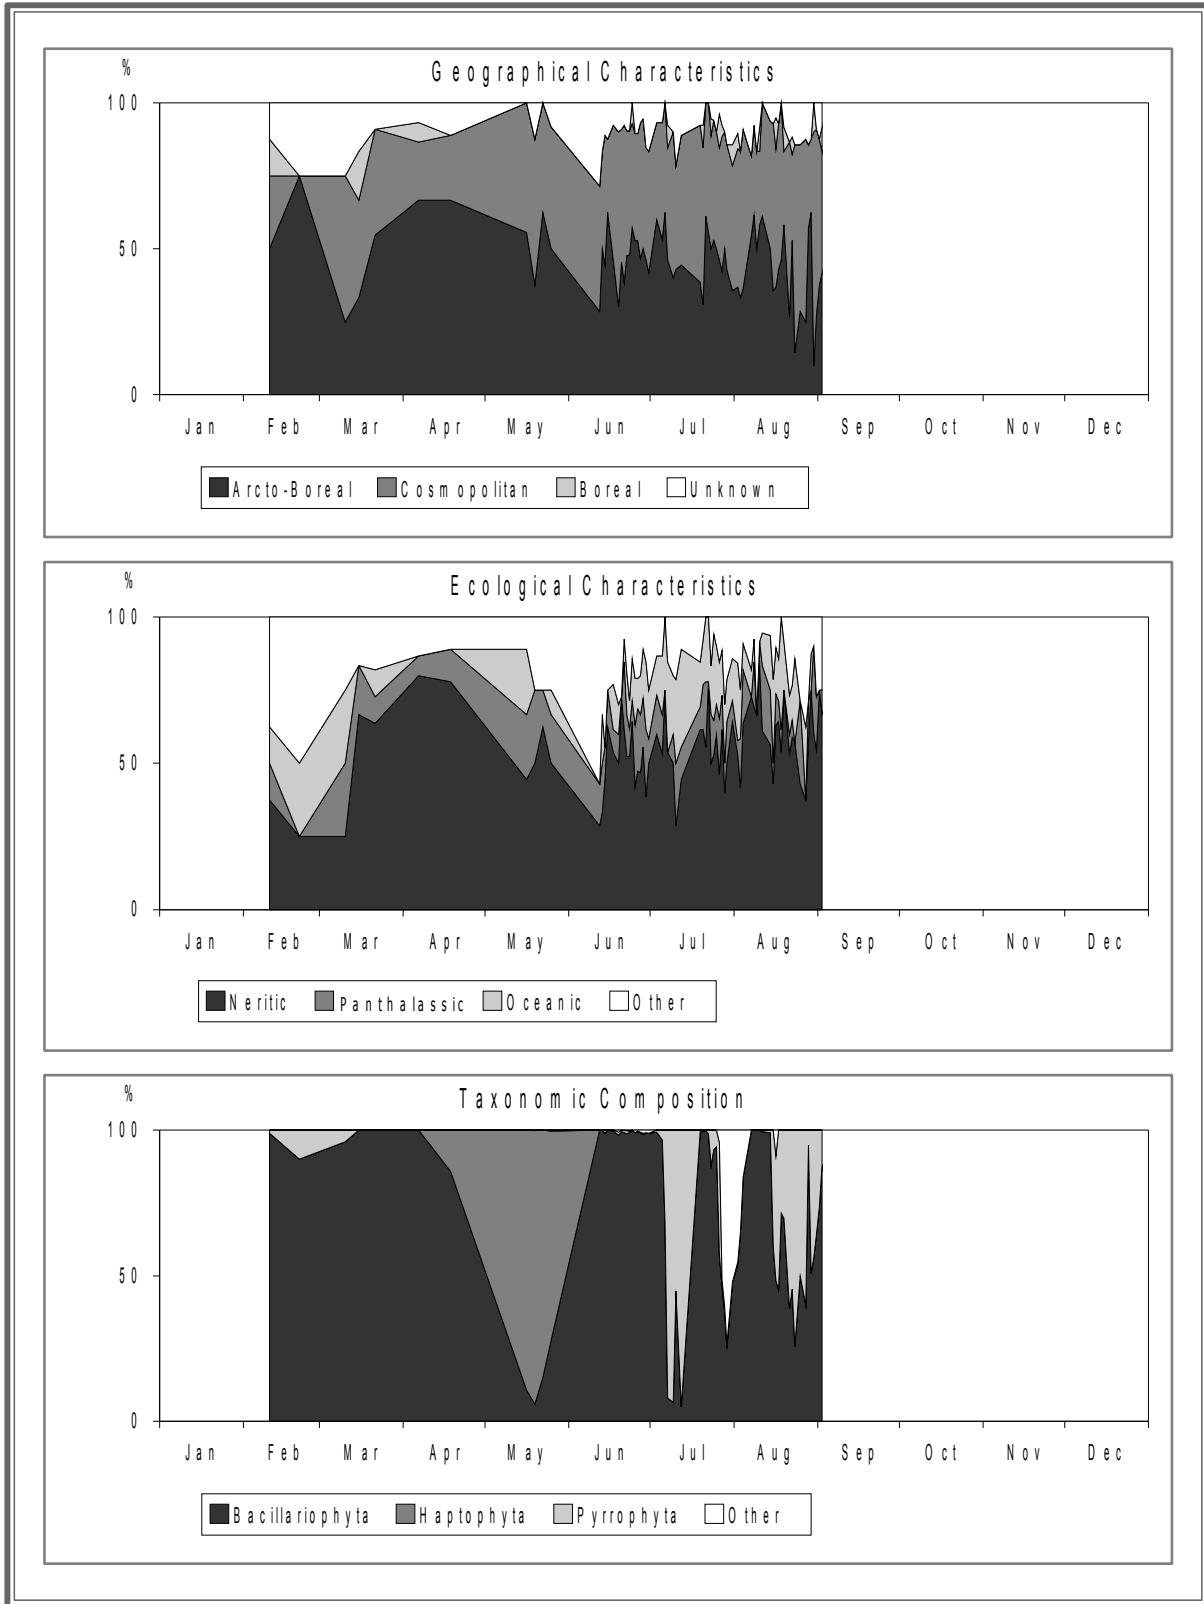 %
Geographical Characteristics
100
50
0
Jan Feb Mar Apr May Jun Jul Aug Sep Oct Nov Dec
Arcto-Boreal Cosmopolitan Boreal Unknown
%
Ecological Characteristics
100
50
0
Jan Feb Mar Apr May Jun Jul Aug Sep Oct Nov Dec
Neritic Panthalassic Oceanic Other
%
Taxonomic Composition
100
50
0
Jan Feb Mar Apr May Jun Jul Aug Sep Oct Nov Dec
Bacillariophyta Haptophyta Pyrrophyta Other